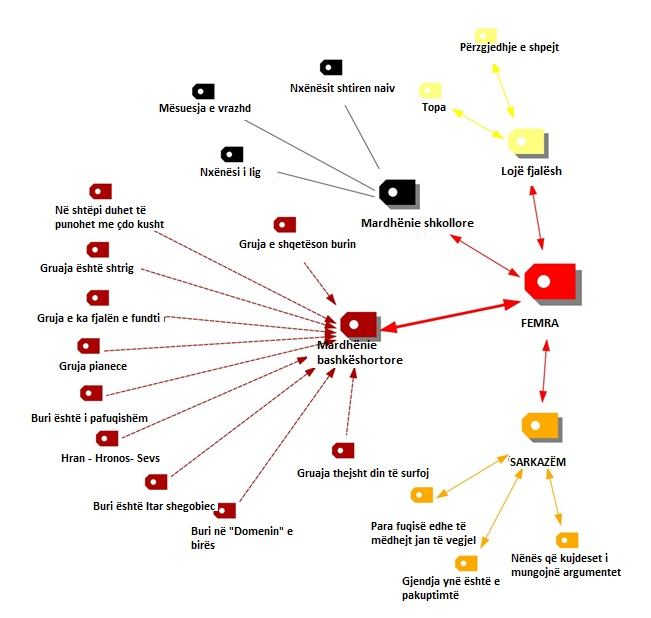 Përzgjedhje e shpejt
Nxënësit shtiren naiv
Topa
Mësuesja e vrazhd
Nxënësi i lig
Lojë fjalësh
Në shtëpi duhet të
punohet me çdo kusht
Mardhënie shkollore
Gruja e shqetëson burin
Gruaja është shtrig
Gruja e ka fjalën e fundti
FEMRA
Mardhënie
bashkëshortore
Gruja pianece
Buri është i pafuqishëm
Hran - Hronos- Sevs
SARKAZËM
Gruaja thejsht din të surfoj
Buri është ltar shegobiec
Buri në "Domenin" e
birës
Para fuqisë edhe të
mëdhejt jan të vegjel
Nënës që kujdeset i
mungojnë argumentet
Gjendja ynë është e
pakuptimtë